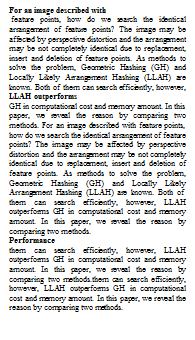 For an image described with
feature points, how do we search the identical
arrangement of feature points? The image may be
affected by perspective distortion and the arrangement
may be not completely identical due to replacement,
insert and deletion of feature points. As methods to
solve the problem, Geometric Hashing (GH) and
Locally Likely Arrangement Hashing (LLAH) are
known. Both of them can search efficiently, however,
LLAH outperforms
GH in computational cost and memory amount. In this
paper, we reveal the reason by comparing two
methods. For an image described with feature points,
how do we search the identical arrangement of feature
points? The image may be affected by perspective
distortion and the arrangement may be not completely
identical due to replacement, insert and deletion of
feature points. As methods to solve the problem,
Geometric Hashing (GH) and Locally Likely
Arrangement Hashing (LLAH) are known. Both of
them can search efficiently, however, LLAH
outperforms GH in computational cost and memory
amount. In this paper, we reveal the reason by
comparing two methods.
Performance
them can search efficiently, however, LLAH
outperforms GH in computational cost and memory
amount. In this paper, we reveal the reason by
comparing two methods.them can search efficiently,
however, LLAH outperforms GH in computational cost
and memory amount. In this paper, we reveal the
reason by comparing two methods.